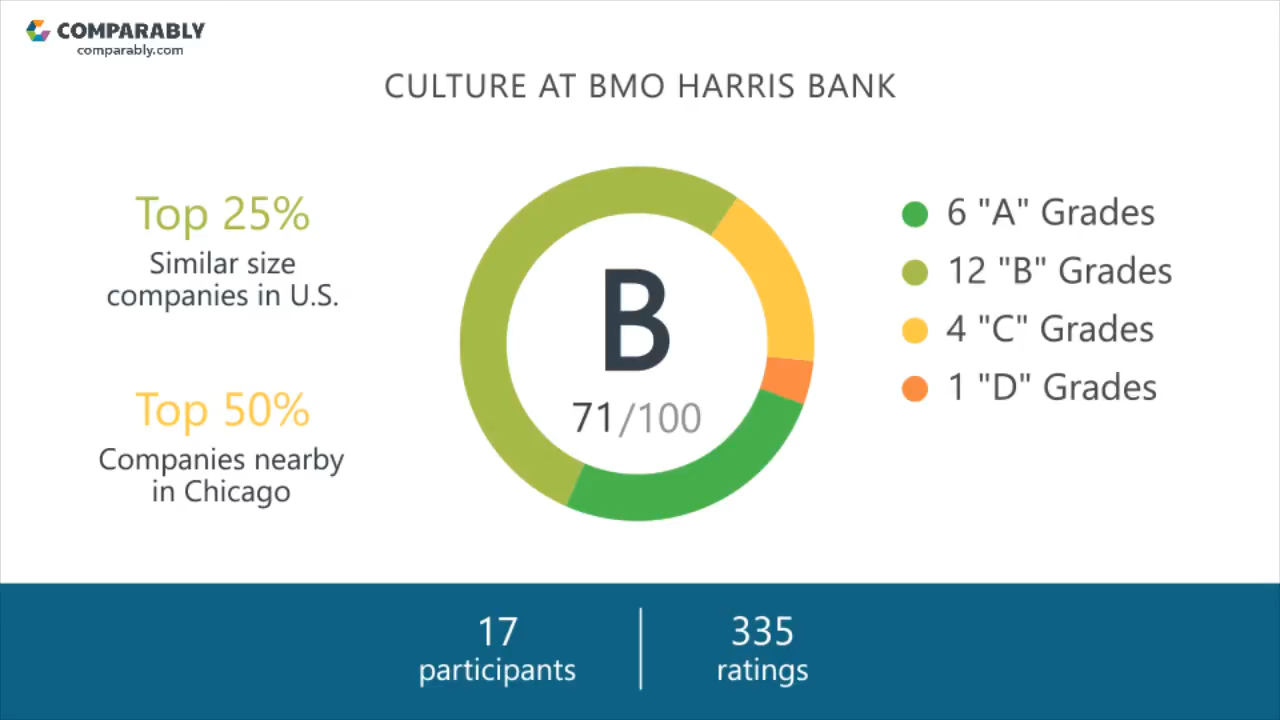 COMPARABLY
comparably.com
CULTURE AT BMO HARRIS BANK
Top 25%
Similar size
companies in U.S.
Top 50%
Companies nearby
in Chicago
B
71/100
6 "A" Grades
12 "B" Grades
4 "C" Grades
1 "D" Grades
17
participants
335
ratings